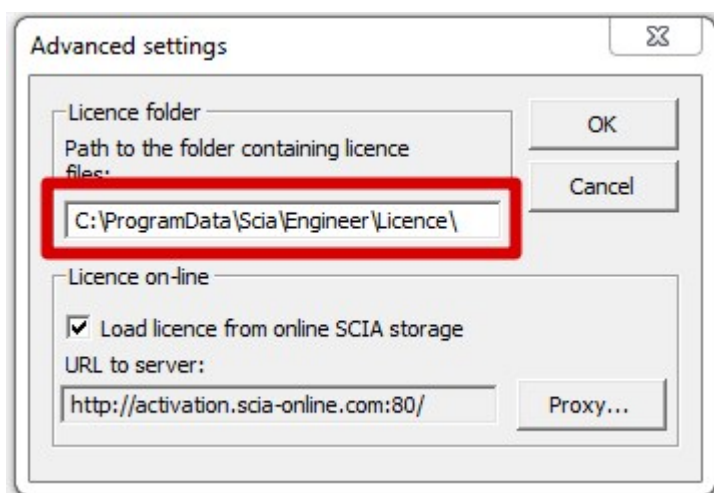 Advanced settings
Licence folder
OK
Path to the folder containing licence
files:
Cancel
C:\ProgramData\Scia\Engineer\Licence\
Licence on-line
Load licence from online SCIA storage
URL to server:
http://activation.scia-online.com:80/
Proxy...